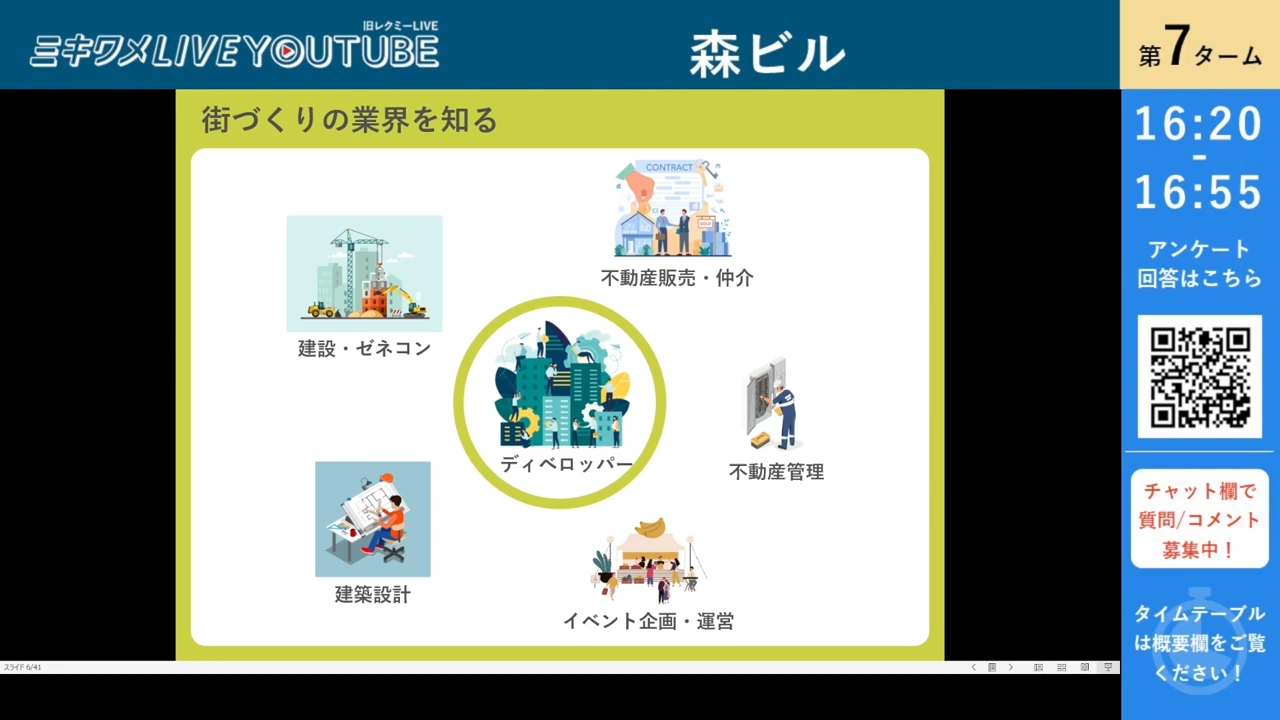 旧レクミーLIVE
ミキワメLIVE YOUTUBE
森ビル
第7ターム
街づくりの業界を知る
CONTRACT
SOLD
不動産販売・仲介
建設・ゼネコン
ディベロッパー
不動産管理
建築設計
イベント企画・運営
スライド 6/41
16:20
-
16:55
アンケート
回答はこちら
チャット欄で
質問/コメント
募集中！
タイムテーブル
は概要欄をご覧
ください！